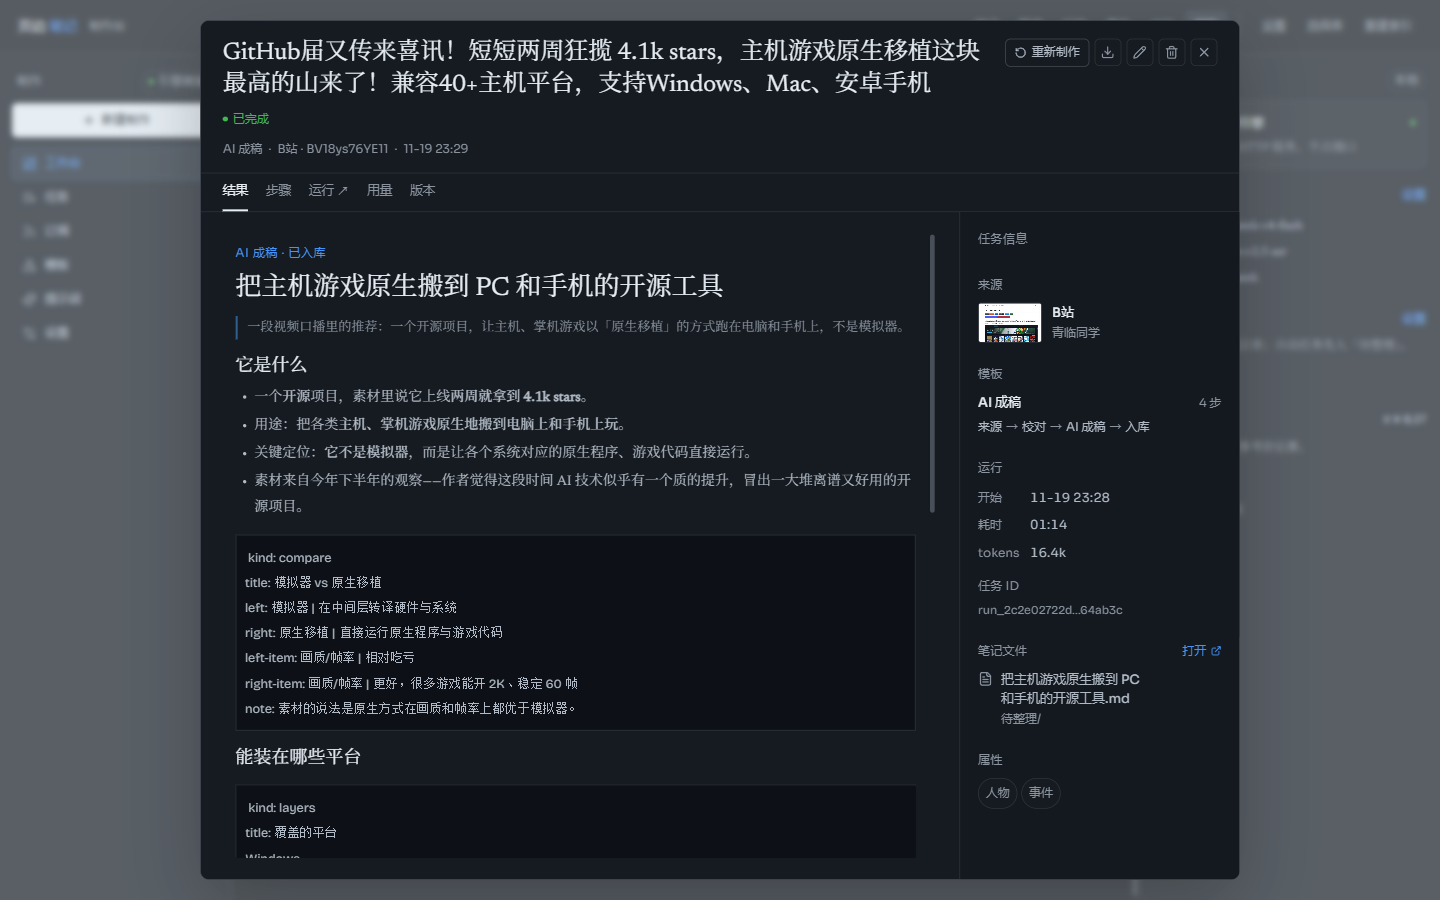 GitHub届又传来喜讯！短短两周狂揽 4.1k stars，主机游戏原生移植这块
最高的山来了！兼容40+主机平台，支持Windows、Mac、安卓手机
重新制作
已完成
AI 成稿 · B站 · BV18ys76YE11 · 11-19 23:29
结果 步骤 运行 ↗ 用量 版本
AI 成稿 · 已入库
把主机游戏原生搬到 PC 和手机的开源工具
一段视频口播里的推荐：一个开源项目，让主机、掌机游戏以「原生移植」的方式跑在电脑和手机上，不是模拟器。
它是什么
• 一个开源项目，素材里说它上线两周就拿到 4.1k stars。
• 用途：把各类主机、掌机游戏原生地搬到电脑上和手机上玩。
• 关键定位：它不是模拟器，而是让各个系统对应的原生程序、游戏代码直接运行。
• 素材来自今年下半年的观察——作者觉得这段时间 AI 技术似乎有一个质的提升，冒出一大堆离谱又好用的开
源项目。
kind: compare
title: 模拟器 vs 原生移植
left: 模拟器 | 在中间层转译硬件与系统
right: 原生移植 | 直接运行原生程序与游戏代码
left-item: 画质/帧率 | 相对吃亏
right-item: 画质/帧率 | 更好，很多游戏能开 2K、稳定 60 帧
note: 素材的说法是原生方式在画质和帧率上都优于模拟器。
能装在哪些平台
kind: layers
title: 覆盖的平台
Windows
任务信息
来源
B站
青临同学
模板
AI 成稿 4 步
来源 → 校对 → AI 成稿 → 入库
运行
开始 11-19 23:28
耗时 01:14
tokens 16.4k
任务 ID
run_2c2e02722d...64ab3c
笔记文件 打开
把主机游戏原生搬到 PC
和手机的开源工具.md
待整理/
属性
人物 事件